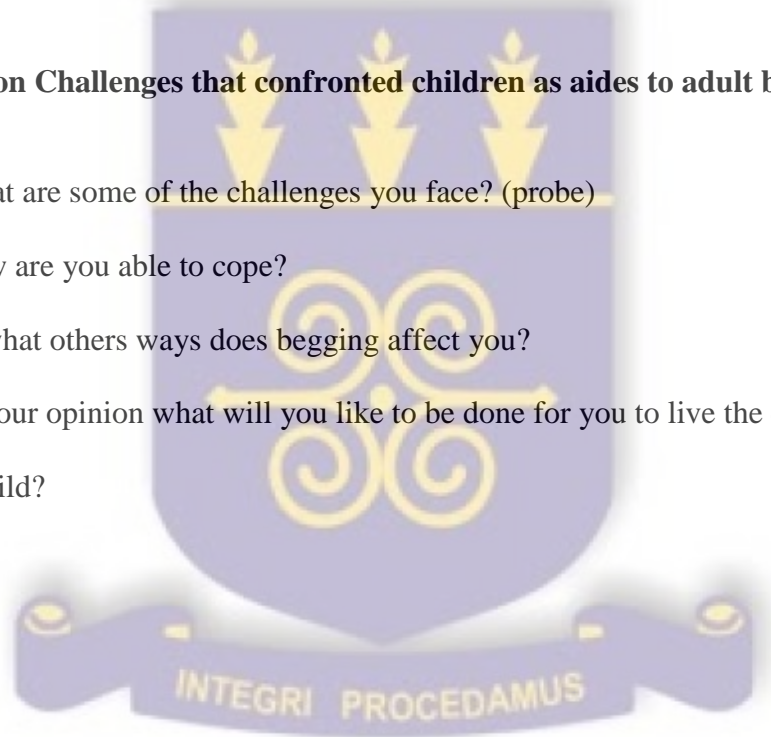 on Challenges that confronted children as aides to adult b
at are some of the challenges you face? (probe)
y are you able to cope?
what others ways does begging affect you?
our opinion what will you like to be done for you to live the
ild?
INTEGRI PROCEDAMUS